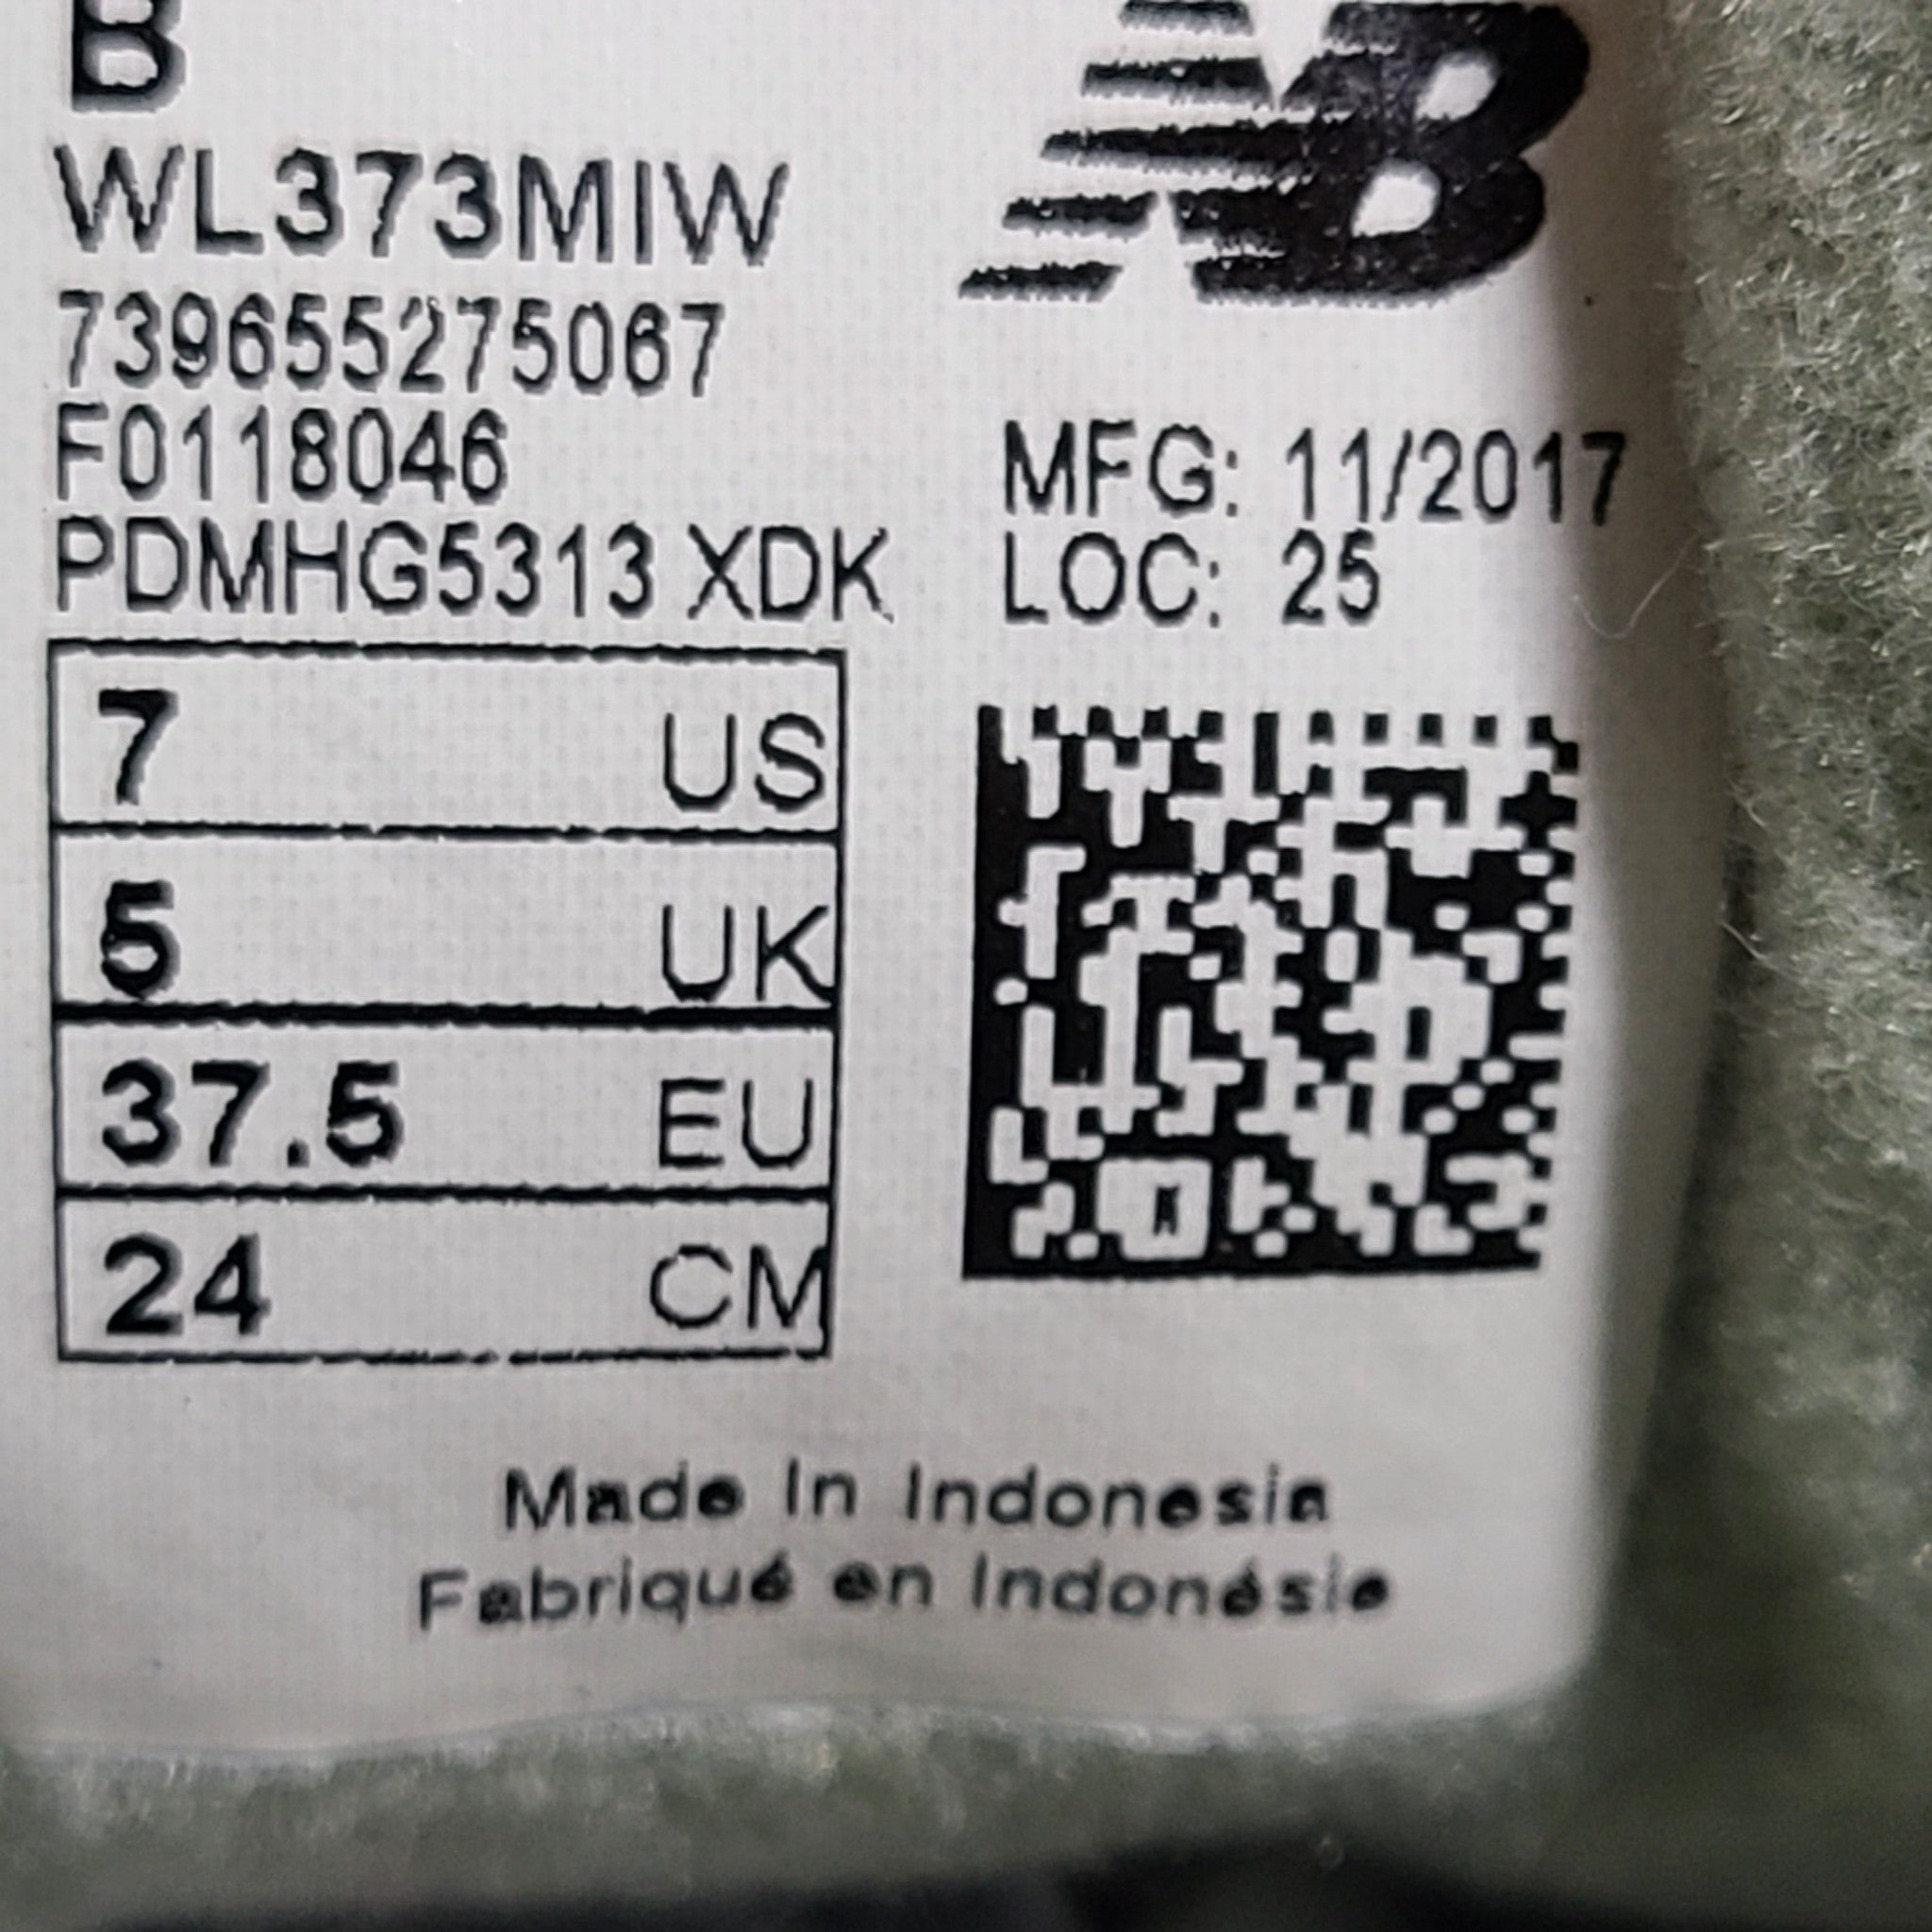 B
NB
WL373MIW
739655275067
F0118046
MFG: 11/2017
PDMHG5313 XDK
LOC: 25
7 US
5 UK
37.5 EU
24 CM
Made In Indonesia
Fabriqué en Indonésie